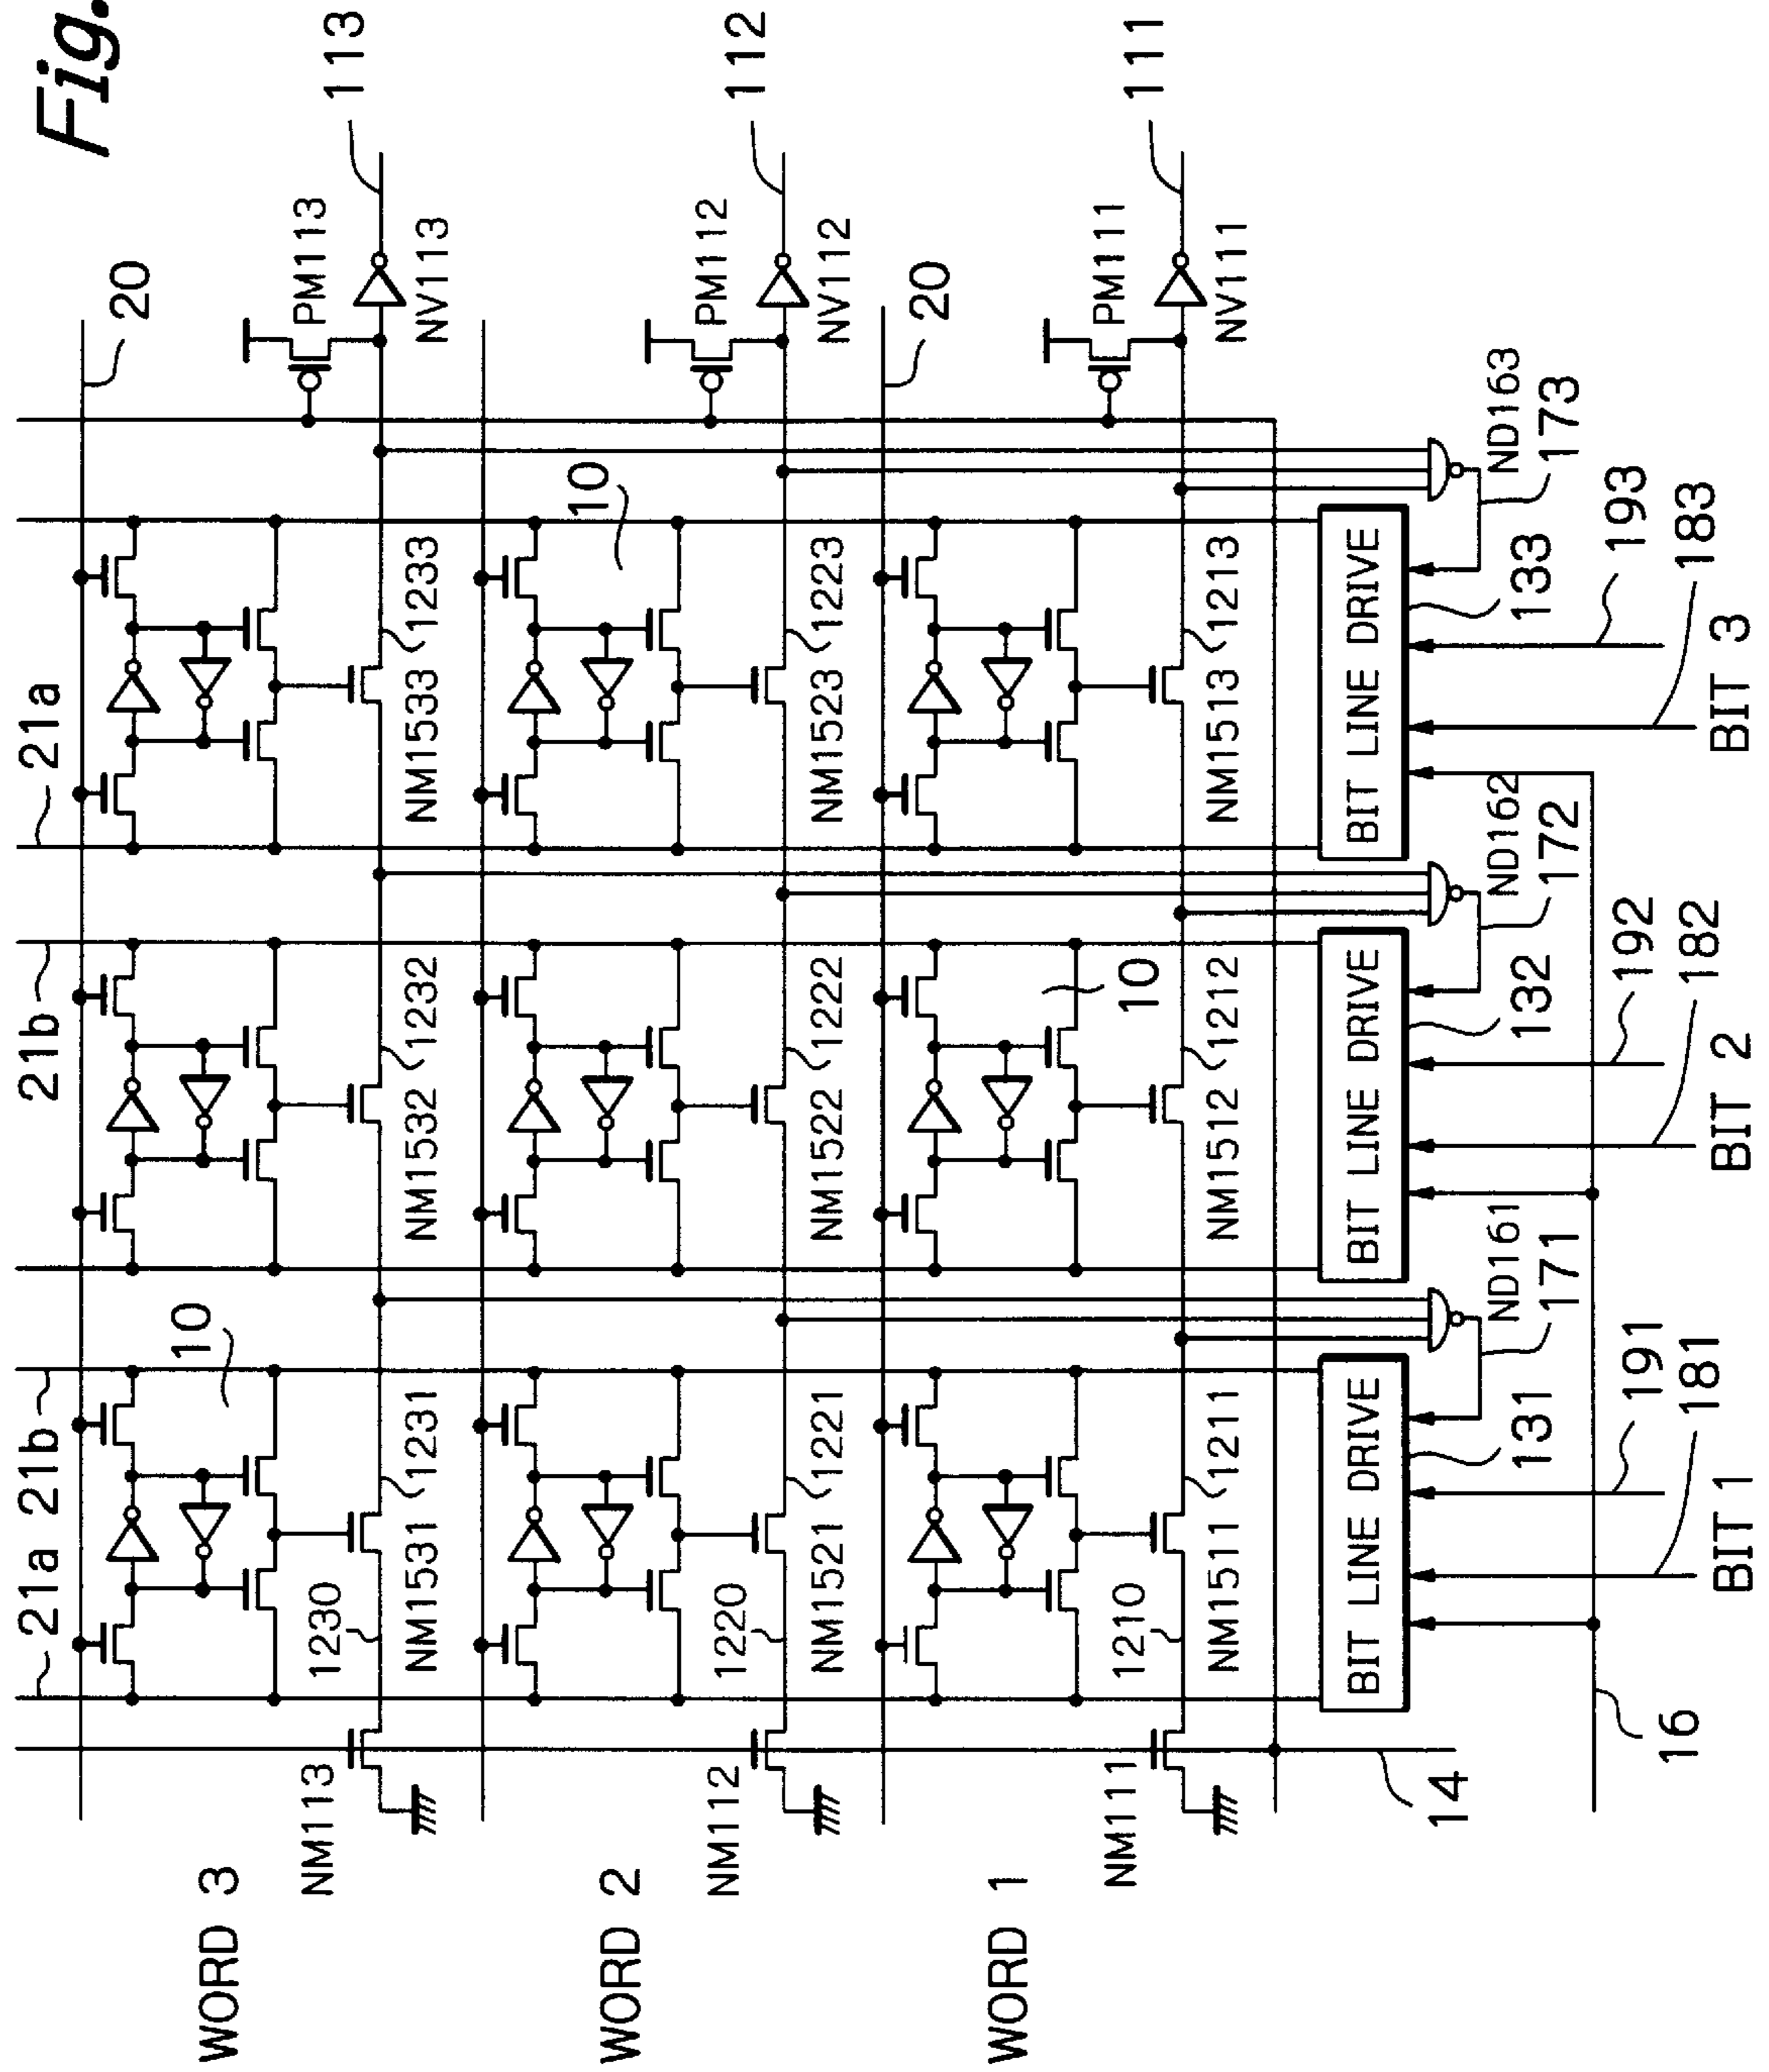 Fig.
21a 21b 21b 21a
20
10
WORD 3
NM113 1230 PM113
113
NM1531 1231 NM1532 1232 NM1533 1233 NV113
10
WORD 2
NM112 1220 PM112
112
NM1521 1221 NM1522 1222 NM1523 1223 NV112
20
WORD 1
NM111 1210 10 PM111
111
NM1511 1211 NM1512 1212 NM1513 1213 NV111
BIT LINE DRIVE BIT LINE DRIVE BIT LINE DRIVE
14
ND161 ND162 ND163
131 132 133
171 172 173
191 192 193
16
181 182 183
BIT 1 BIT 2 BIT 3